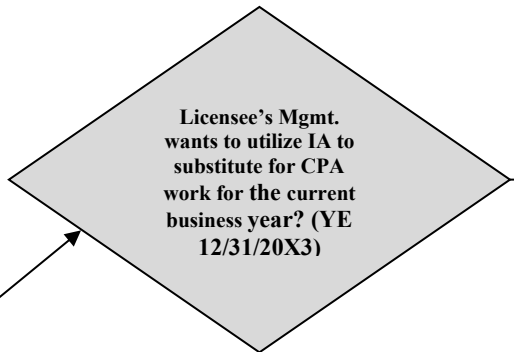 Licensee's Mgmt.
wants to utilize IA to
substitute for CPA
work for the current
business year? (YE
12/31/20X3)